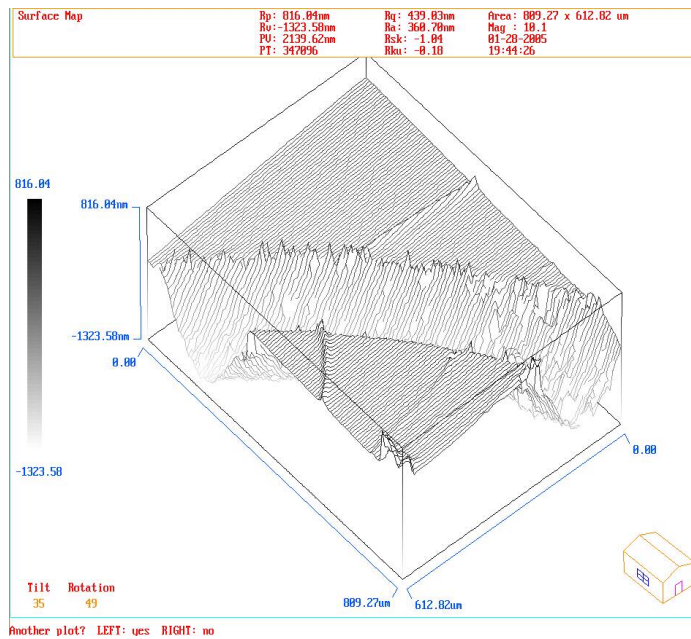 Surface Map
Rp: 816.04nm Rq: 439.03nm Area: 809.27 x 612.82 um
Rv:-1323.58nm Ra: 360.70nm Mag : 10.1
PV: 2139.62nm Rsk: -1.04 01-28-2005
PT: 347096 Rku: -0.18 19:44:26
816.04
816.04nm
-1323.58nm
0.00
-1323.58
0.00
Tilt Rotation
35 49
809.27um 612.82um
Another plot? LEFT: yes RIGHT: no